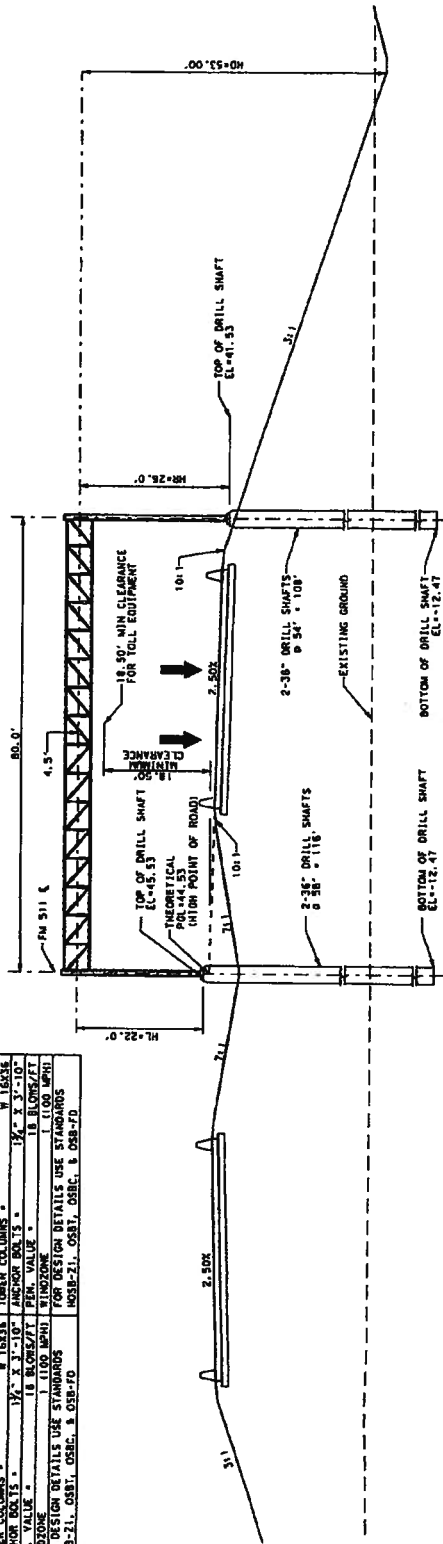 TOWER COLUMNS = W 16X36
1¾" X 3'-10" ANCHOR BOLTS = 1¾" X 3'-10"
VALUE = 16 BLOWS/FT PEN. VALUE = 16 BLOWS/FT
1 (100 MPH) WINDZONE 1 (100 MPH)
DESIGN DETAILS USE STANDARDS FOR DESIGN DETAILS USE STANDARDS
OSBT, OSBC, & OSB-FD HOSB-Z1, OSBT, OSBC, & OSB-FD
FM 511 ℄
80.0'
4.5'
HL=22.0'
HR=26.0'
HD=53.00'
18.50' MIN CLEARANCE
FOR TOLL EQUIPMENT
18.50'
MINIMUM
CLEARANCE
TOP OF DRILL SHAFT
EL=45.53
THEORETICAL
PGL=44.53
(HIGH POINT OF ROAD)
TOP OF DRILL SHAFT
EL=41.53
3:1
2.50%
7:1
7:1
10:1
2.50%
10:1
3:1
2-36" DRILL SHAFTS
@ 58' = 116'
2-36" DRILL SHAFTS
@ 54' = 108'
EXISTING GROUND
BOTTOM OF DRILL SHAFT
EL=-12.47
BOTTOM OF DRILL SHAFT
EL=-12.47